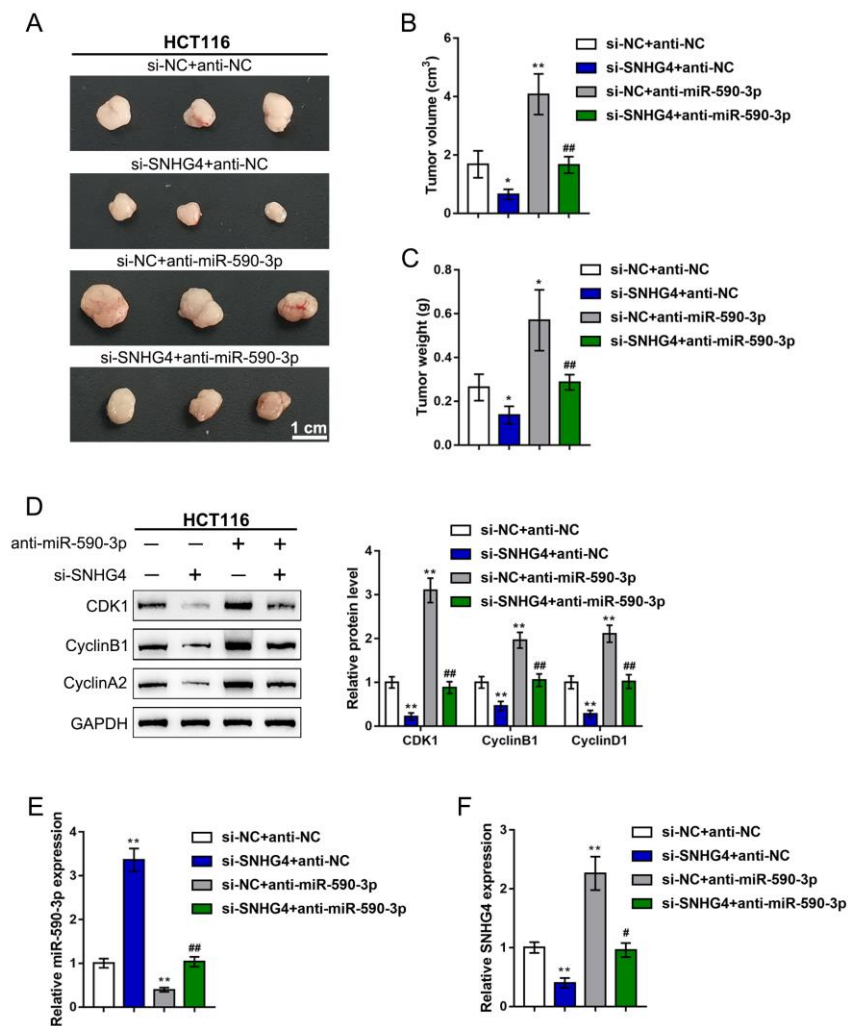 A
HCT116
si-NC+anti-NC
si-SNHG4+anti-NC
si-NC+anti-miR-590-3p
si-SNHG4+anti-miR-590-3p
1 cm
B
Tumor volume (cm³)
6
4
2
0
*
**
##
si-NC+anti-NC
si-SNHG4+anti-NC
si-NC+anti-miR-590-3p
si-SNHG4+anti-miR-590-3p
C
Tumor weight (g)
0.8
0.6
0.4
0.2
0.0
*
*
##
si-NC+anti-NC
si-SNHG4+anti-NC
si-NC+anti-miR-590-3p
si-SNHG4+anti-miR-590-3p
D
HCT116
anti-miR-590-3p — — + +
si-SNHG4 — + — +
CDK1
CyclinB1
CyclinA2
GAPDH
si-NC+anti-NC
si-SNHG4+anti-NC
si-NC+anti-miR-590-3p
si-SNHG4+anti-miR-590-3p
Relative protein level
4
3
2
1
0
** ** ##
** ** ##
** ** ##
CDK1 CyclinB1 CyclinD1
E
Relative miR-590-3p expression
4
3
2
1
0
**
**
##
si-NC+anti-NC
si-SNHG4+anti-NC
si-NC+anti-miR-590-3p
si-SNHG4+anti-miR-590-3p
F
Relative SNHG4 expression
3
2
1
0
**
**
#
si-NC+anti-NC
si-SNHG4+anti-NC
si-NC+anti-miR-590-3p
si-SNHG4+anti-miR-590-3p